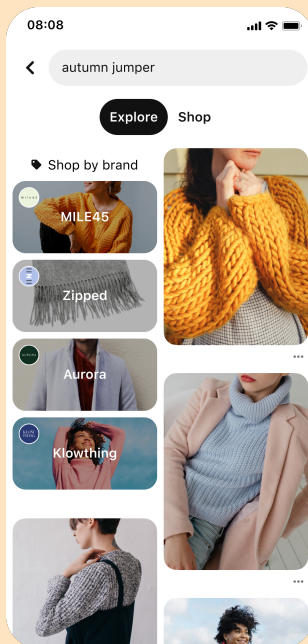 08:08
autumn jumper
Explore
Shop
Shop by brand
MILE45
Zipped
Aurora
Klowthing